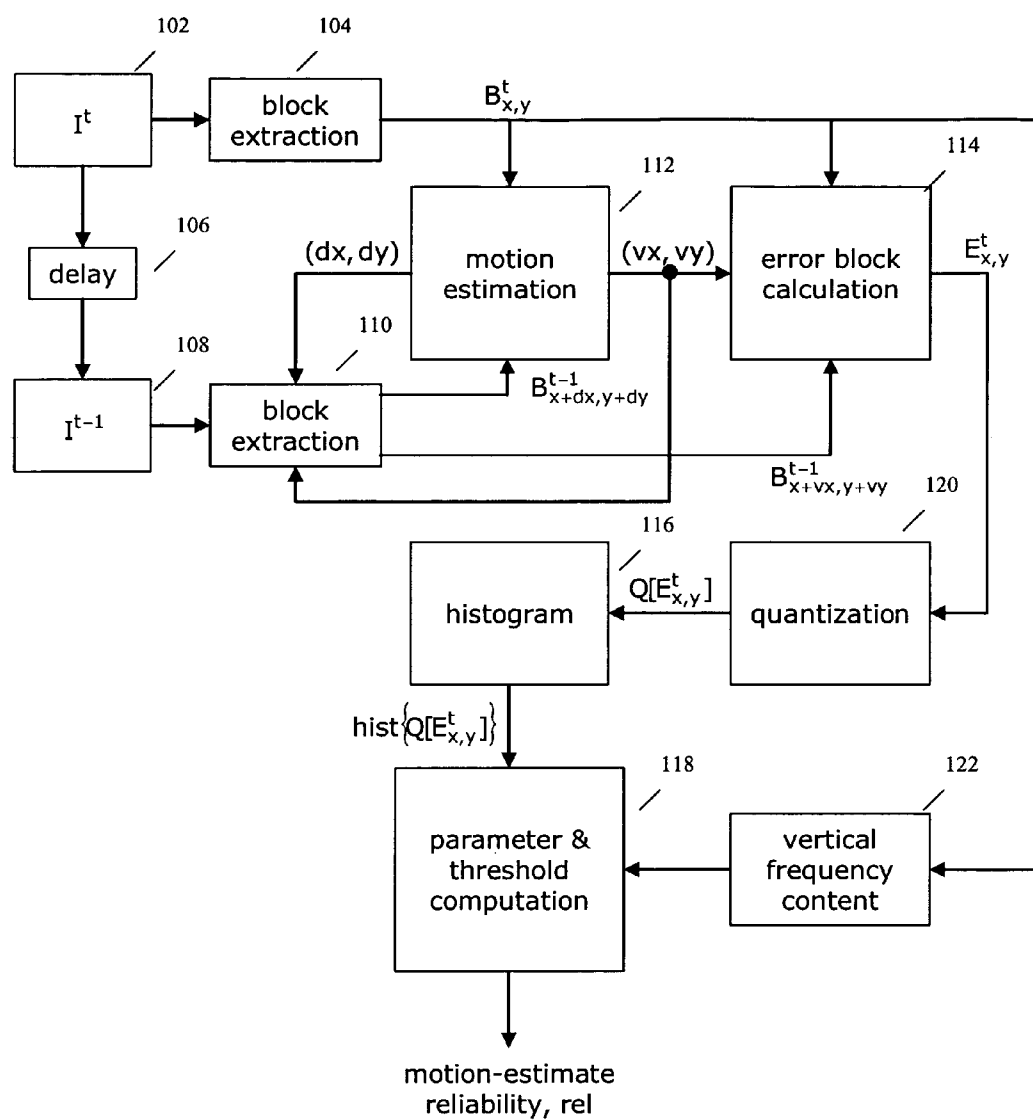 102
104
I^t
block
extraction
B^t_{x,y}
112
114
106
delay
(dx, dy)
motion
estimation
(vx, vy)
error block
calculation
E^t_{x,y}
108
110
I^{t-1}
block
extraction
B^{t-1}_{x+dx,y+dy}
B^{t-1}_{x+vx,y+vy}
116
120
histogram
Q[E^t_{x,y}]
quantization
hist{Q[E^t_{x,y}]}
118
122
parameter &
threshold
computation
vertical
frequency
content
motion-estimate
reliability, rel